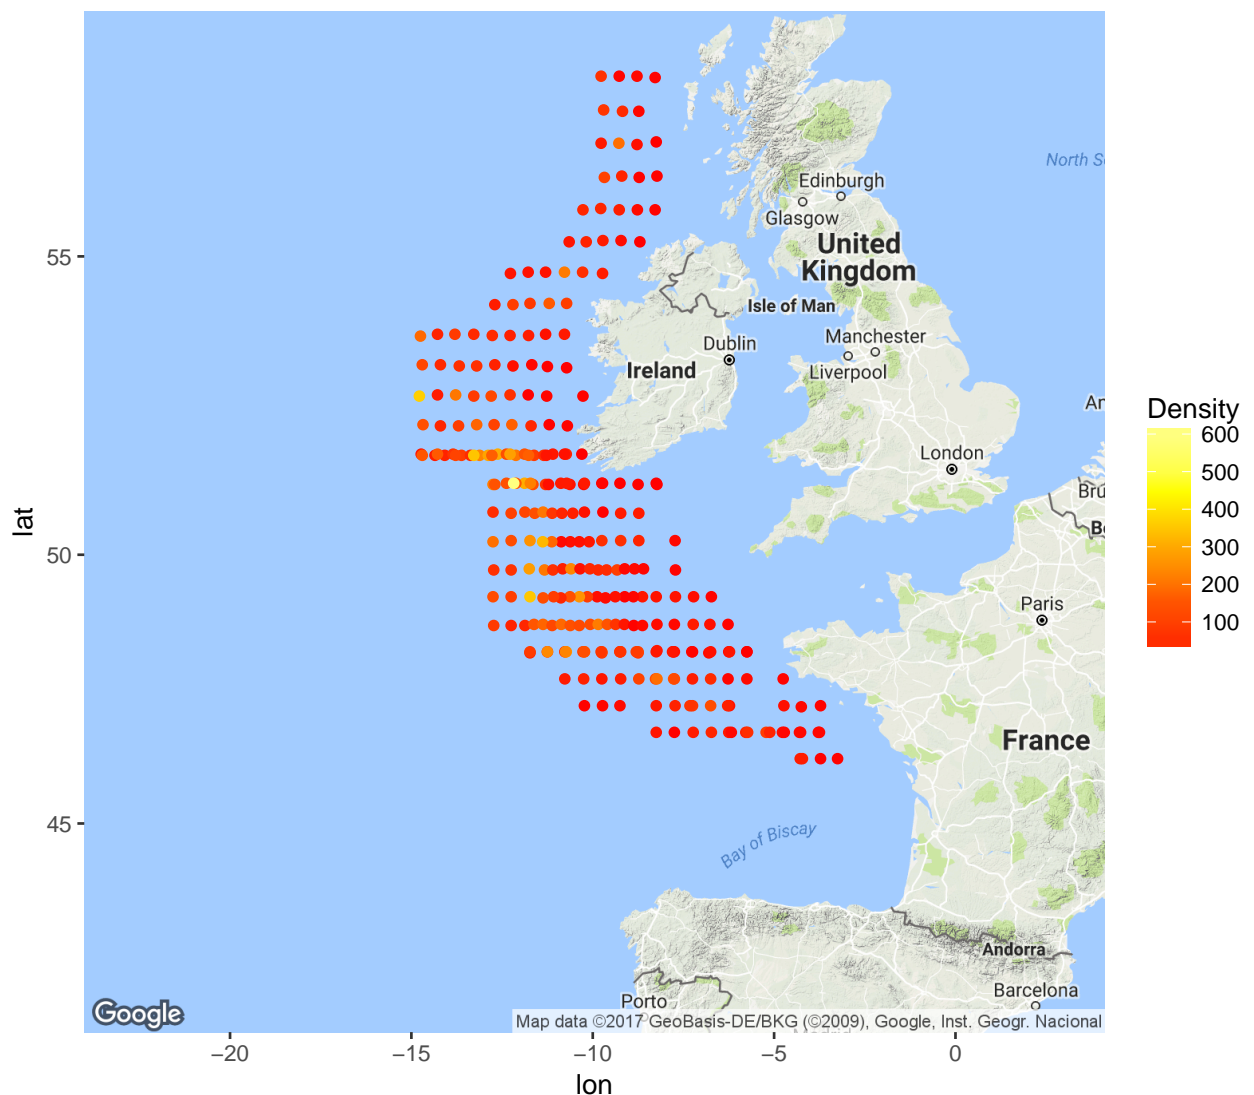 North S
Edinburgh
Glasgow
United
Kingdom
Isle of Man
Manchester
Dublin
Ireland
Liverpool
London
An
Bru
Be
Paris
France
Bay of Biscay
Andorra
Barcelona
Porto
Madrid
Google
Map data ©2017 GeoBasis-DE/BKG (©2009), Google, Inst. Geogr. Nacional
55
50
45
lat
−20
−15
−10
−5
0
lon
Density
600
500
400
300
200
100